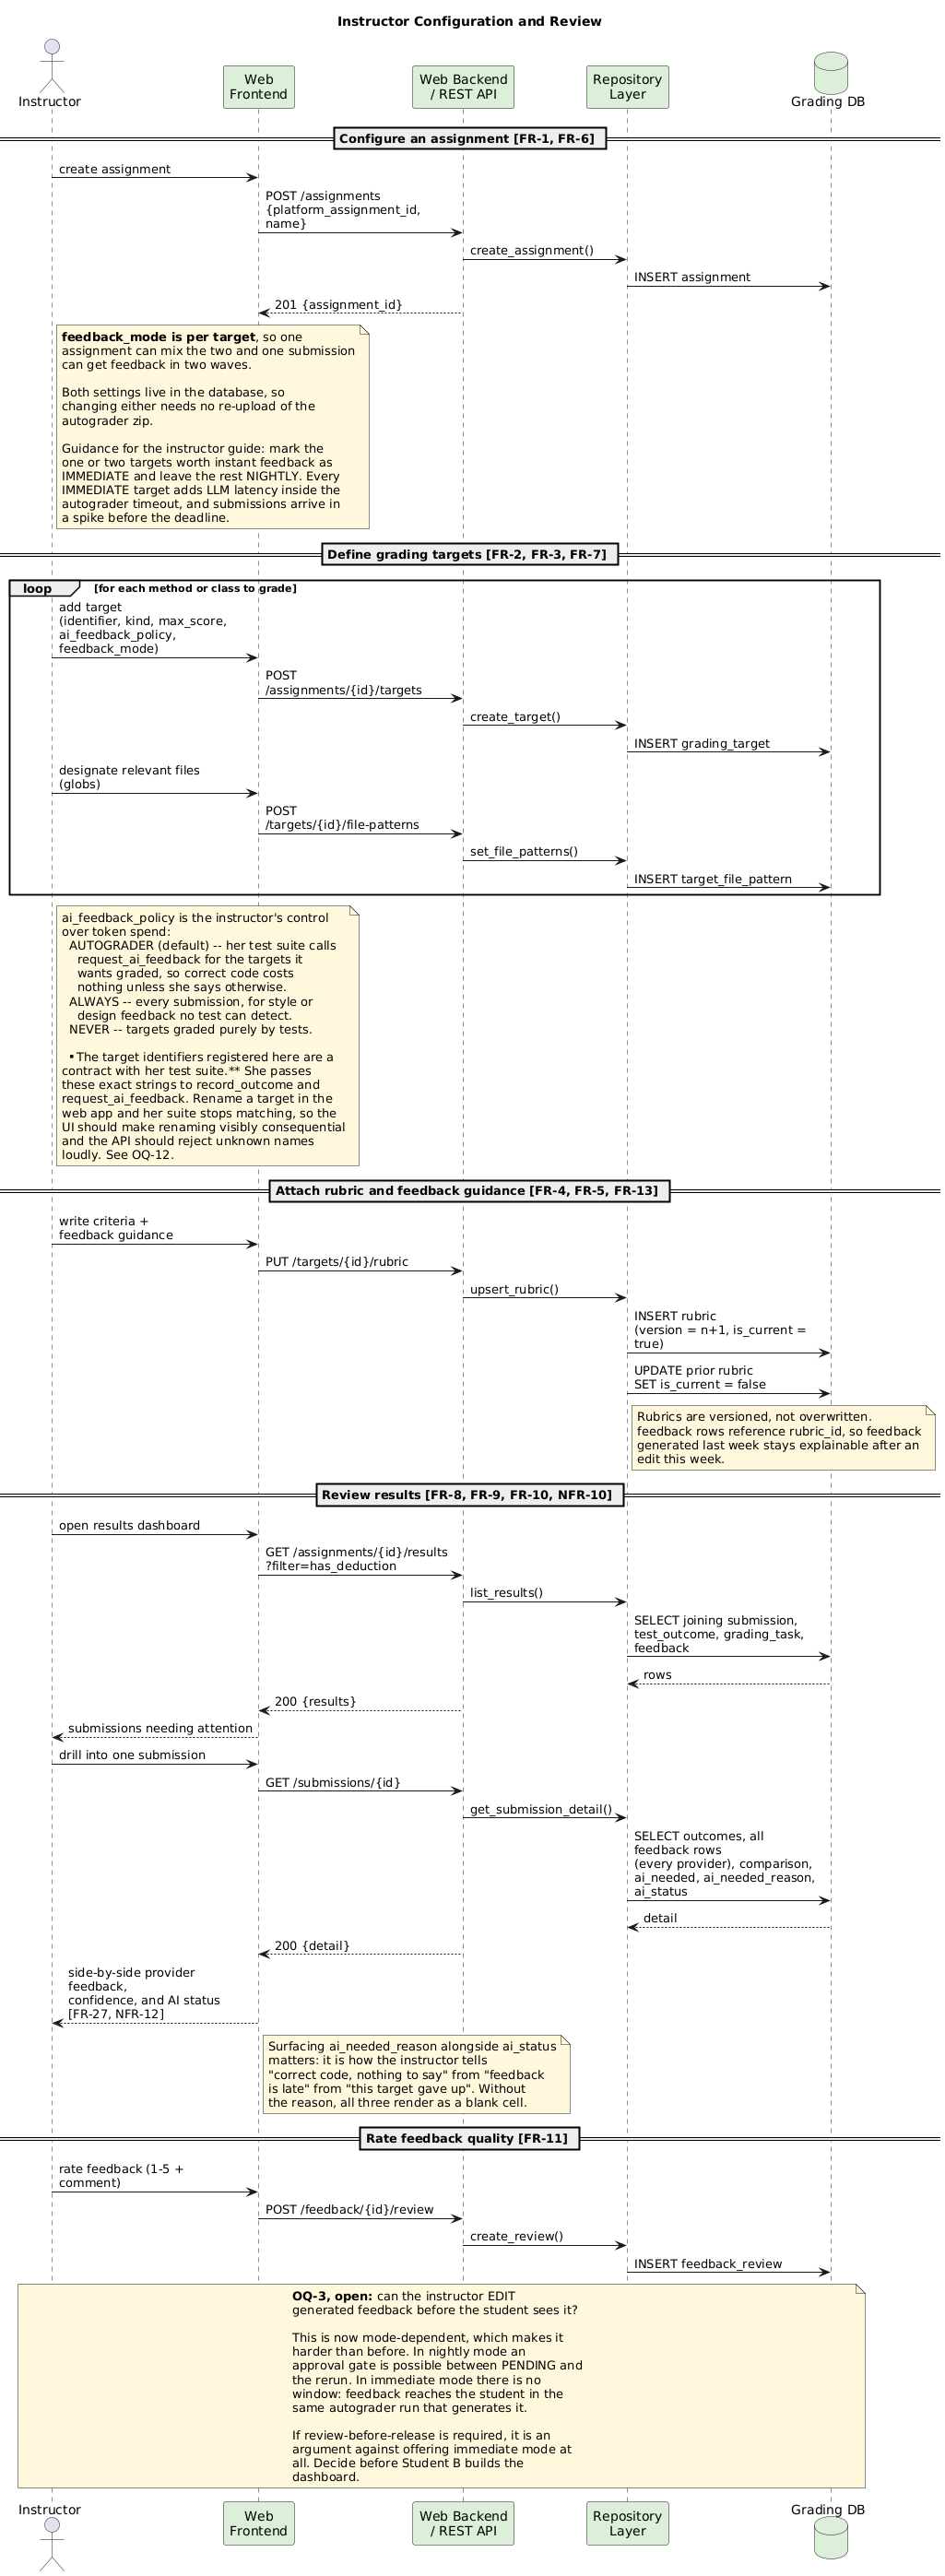 Instructor Configuration and Review
Instructor
Web
Frontend
Web Backend
/ REST API
Repository
Layer
Grading DB
Configure an assignment [FR-1, FR-6]
create assignment
POST /assignments
{platform_assignment_id,
name}
create_assignment()
INSERT assignment
201 {assignment_id}
feedback_mode is per target, so one
assignment can mix the two and one submission
can get feedback in two waves.
Both settings live in the database, so
changing either needs no re-upload of the
autograder zip.
Guidance for the instructor guide: mark the
one or two targets worth instant feedback as
IMMEDIATE and leave the rest NIGHTLY. Every
IMMEDIATE target adds LLM latency inside the
autograder timeout, and submissions arrive in
a spike before the deadline.
Define grading targets [FR-2, FR-3, FR-7]
loop [for each method or class to grade]
add target
(identifier, kind, max_score,
ai_feedback_policy,
feedback_mode)
POST
/assignments/{id}/targets
create_target()
INSERT grading_target
designate relevant files
(globs)
POST
/targets/{id}/file-patterns
set_file_patterns()
INSERT target_file_pattern
ai_feedback_policy is the instructor's control
over token spend:
AUTOGRADER (default) -- her test suite calls
request_ai_feedback for the targets it
wants graded, so correct code costs
nothing unless she says otherwise.
ALWAYS -- every submission, for style or
design feedback no test can detect.
NEVER -- targets graded purely by tests.
▪ The target identifiers registered here are a
contract with her test suite.** She passes
these exact strings to record_outcome and
request_ai_feedback. Rename a target in the
web app and her suite stops matching, so the
UI should make renaming visibly consequential
and the API should reject unknown names
loudly. See OQ-12.
Attach rubric and feedback guidance [FR-4, FR-5, FR-13]
write criteria +
feedback guidance
PUT /targets/{id}/rubric
upsert_rubric()
INSERT rubric
(version = n+1, is_current =
true)
UPDATE prior rubric
SET is_current = false
Rubrics are versioned, not overwritten.
feedback rows reference rubric_id, so feedback
generated last week stays explainable after an
edit this week.
Review results [FR-8, FR-9, FR-10, NFR-10]
open results dashboard
GET /assignments/{id}/results
?filter=has_deduction
list_results()
SELECT joining submission,
test_outcome, grading_task,
feedback
rows
200 {results}
submissions needing attention
drill into one submission
GET /submissions/{id}
get_submission_detail()
SELECT outcomes, all
feedback rows
(every provider), comparison,
ai_needed, ai_needed_reason,
ai_status
detail
200 {detail}
side-by-side provider
feedback,
confidence, and AI status
[FR-27, NFR-12]
Surfacing ai_needed_reason alongside ai_status
matters: it is how the instructor tells
"correct code, nothing to say" from "feedback
is late" from "this target gave up". Without
the reason, all three render as a blank cell.
Rate feedback quality [FR-11]
rate feedback (1-5 +
comment)
POST /feedback/{id}/review
create_review()
INSERT feedback_review
OQ-3, open: can the instructor EDIT
generated feedback before the student sees it?
This is now mode-dependent, which makes it
harder than before. In nightly mode an
approval gate is possible between PENDING and
the rerun. In immediate mode there is no
window: feedback reaches the student in the
same autograder run that generates it.
If review-before-release is required, it is an
argument against offering immediate mode at
all. Decide before Student B builds the
dashboard.
Instructor
Web
Frontend
Web Backend
/ REST API
Repository
Layer
Grading DB